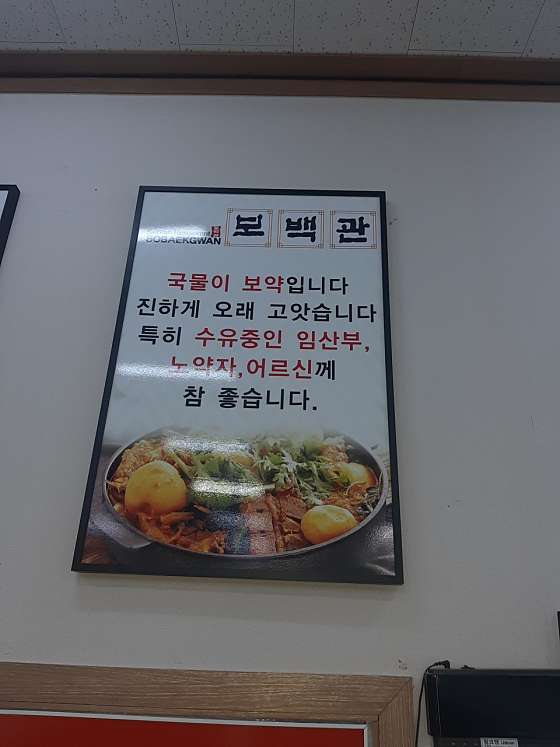 BOBAEKGWAN
보백관
국물이 보약입니다
진하게 오래 고앗습니다
특히 수유중인 임산부,
노약자,어르신께
참 좋습니다.